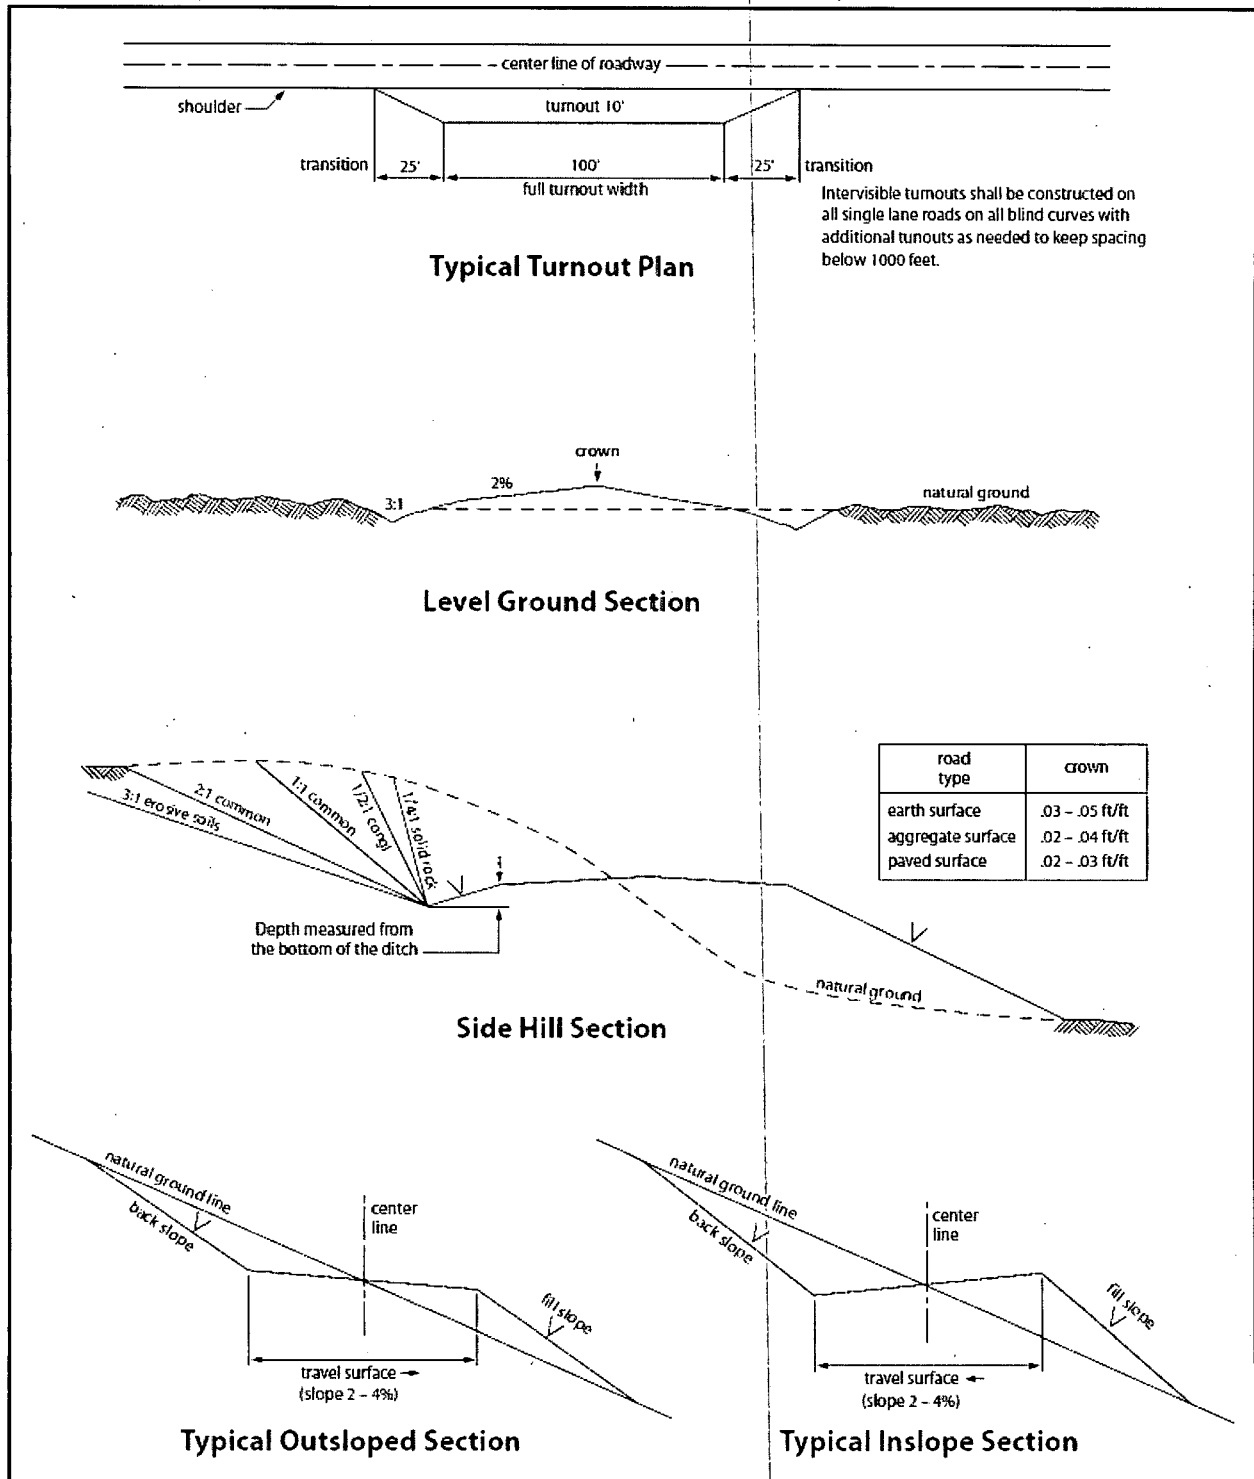 center line of roadway
shoulder
turnout 10'
transition
25'
100'
25'
transition
full turnout width
Intervisible turnouts shall be constructed on
all single lane roads on all blind curves with
additional tunouts as needed to keep spacing
below 1000 feet.
Typical Turnout Plan
crown
2%
3:1
natural ground
Level Ground Section
road
type
crown
earth surface
.03 – .05 ft/ft
aggregate surface
.02 – .04 ft/ft
paved surface
.02 – .03 ft/ft
3:1 erosive soils
2:1 common
1:1 common
1/2:1 congl
1/4:1 solid rock
Depth measured from
the bottom of the ditch
natural ground
Side Hill Section
natural ground line
back slope
center
line
fill slope
travel surface →
(slope 2 – 4%)
Typical Outsloped Section
natural ground line
back slope
center
line
fill slope
travel surface ←
(slope 2 – 4%)
Typical Inslope Section